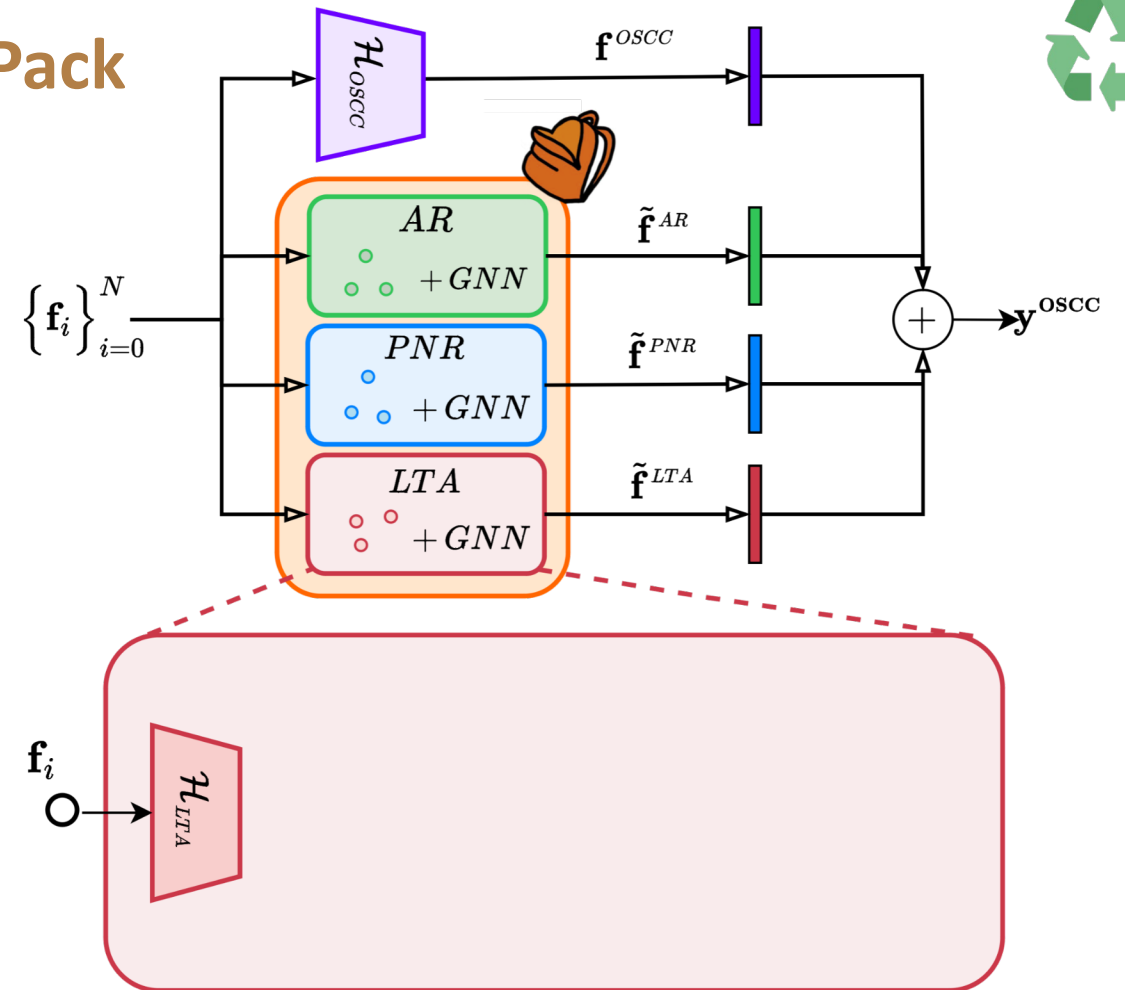 Pack
𝓗_OSCC
𝐟^OSCC
AR
+ GNN
𝐟̃^AR
{𝐟_i}_{i=0}^N
PNR
+ GNN
𝐟̃^PNR
+
𝐲^OSCC
LTA
+ GNN
𝐟̃^LTA
𝐟_i
𝓗_LTA